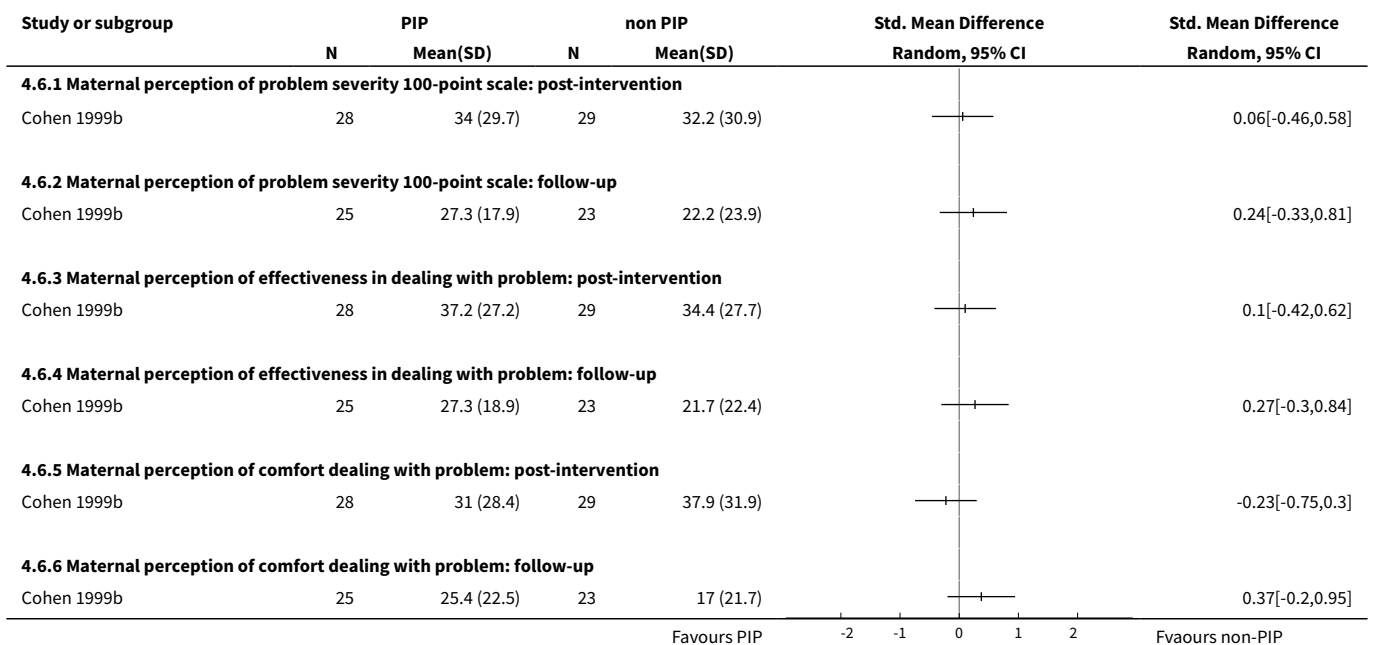 Study or subgroup PIP non PIP Std. Mean Difference Std. Mean Difference
N Mean(SD) N Mean(SD) Random, 95% CI Random, 95% CI
4.6.1 Maternal perception of problem severity 100-point scale: post-intervention
Cohen 1999b 28 34 (29.7) 29 32.2 (30.9) 0.06[-0.46,0.58]
4.6.2 Maternal perception of problem severity 100-point scale: follow-up
Cohen 1999b 25 27.3 (17.9) 23 22.2 (23.9) 0.24[-0.33,0.81]
4.6.3 Maternal perception of effectiveness in dealing with problem: post-intervention
Cohen 1999b 28 37.2 (27.2) 29 34.4 (27.7) 0.1[-0.42,0.62]
4.6.4 Maternal perception of effectiveness in dealing with problem: follow-up
Cohen 1999b 25 27.3 (18.9) 23 21.7 (22.4) 0.27[-0.3,0.84]
4.6.5 Maternal perception of comfort dealing with problem: post-intervention
Cohen 1999b 28 31 (28.4) 29 37.9 (31.9) -0.23[-0.75,0.3]
4.6.6 Maternal perception of comfort dealing with problem: follow-up
Cohen 1999b 25 25.4 (22.5) 23 17 (21.7) 0.37[-0.2,0.95]
Favours PIP -2 -1 0 1 2 Fvaours non-PIP